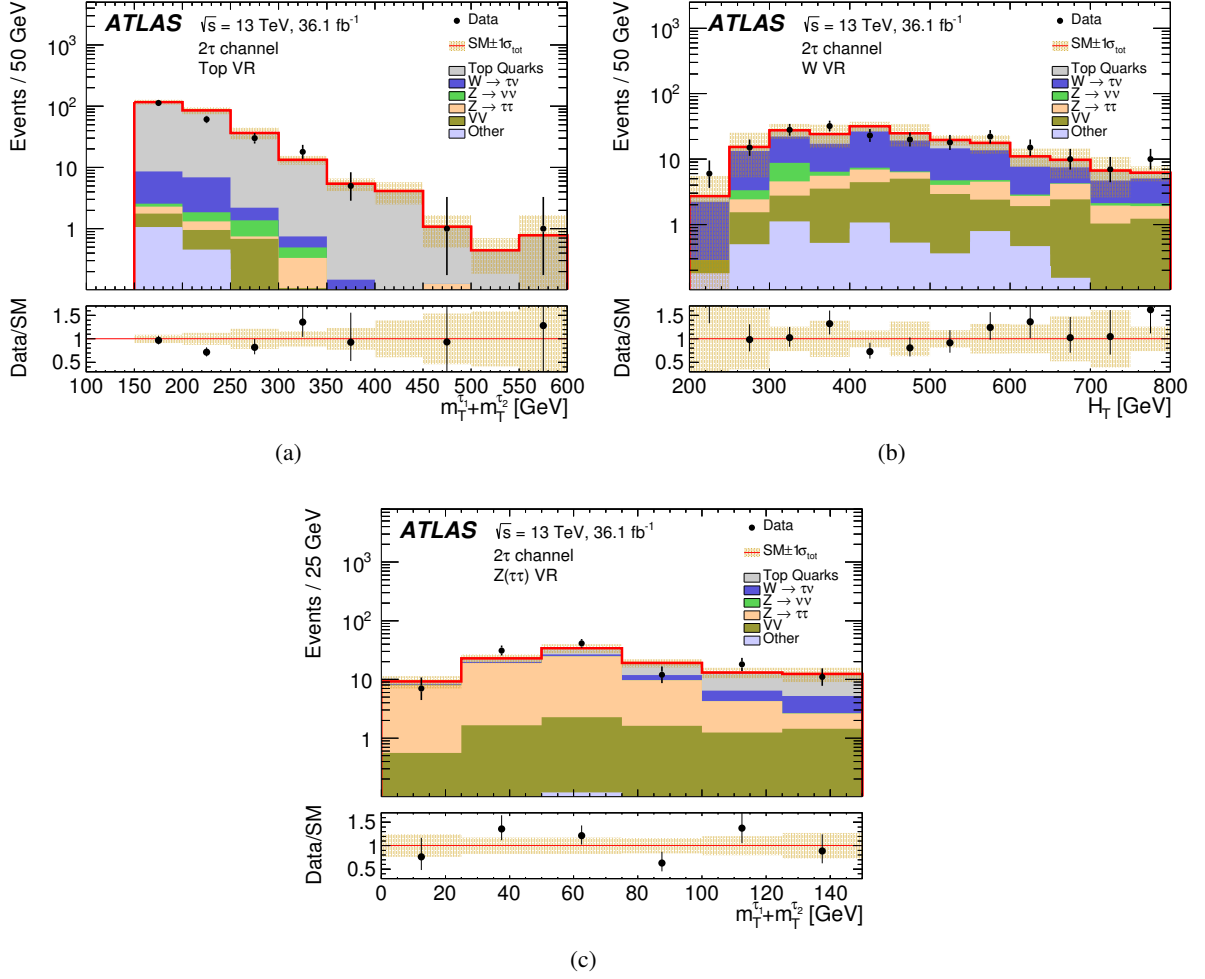 ATLAS √s = 13 TeV, 36.1 fb⁻¹
2τ channel
Top VR
Data
SM±1σ_tot
Top Quarks
W → τν
Z → νν
Z → ττ
VV
Other
Events / 50 GeV
10³
10²
10
1
Data/SM
1.5
1
0.5
100 150 200 250 300 350 400 450 500 550 600
m_T^τ₁+m_T^τ₂ [GeV]
(a)
ATLAS √s = 13 TeV, 36.1 fb⁻¹
2τ channel
W VR
Data
SM±1σ_tot
Top Quarks
W → τν
Z → νν
Z → ττ
VV
Other
Events / 50 GeV
10³
10²
10
1
Data/SM
1.5
1
0.5
200 300 400 500 600 700 800
H_T [GeV]
(b)
ATLAS √s = 13 TeV, 36.1 fb⁻¹
2τ channel
Z(ττ) VR
Data
SM±1σ_tot
Top Quarks
W → τν
Z → νν
Z → ττ
VV
Other
Events / 25 GeV
10³
10²
10
1
Data/SM
1.5
1
0.5
0 20 40 60 80 100 120 140
m_T^τ₁+m_T^τ₂ [GeV]
(c)